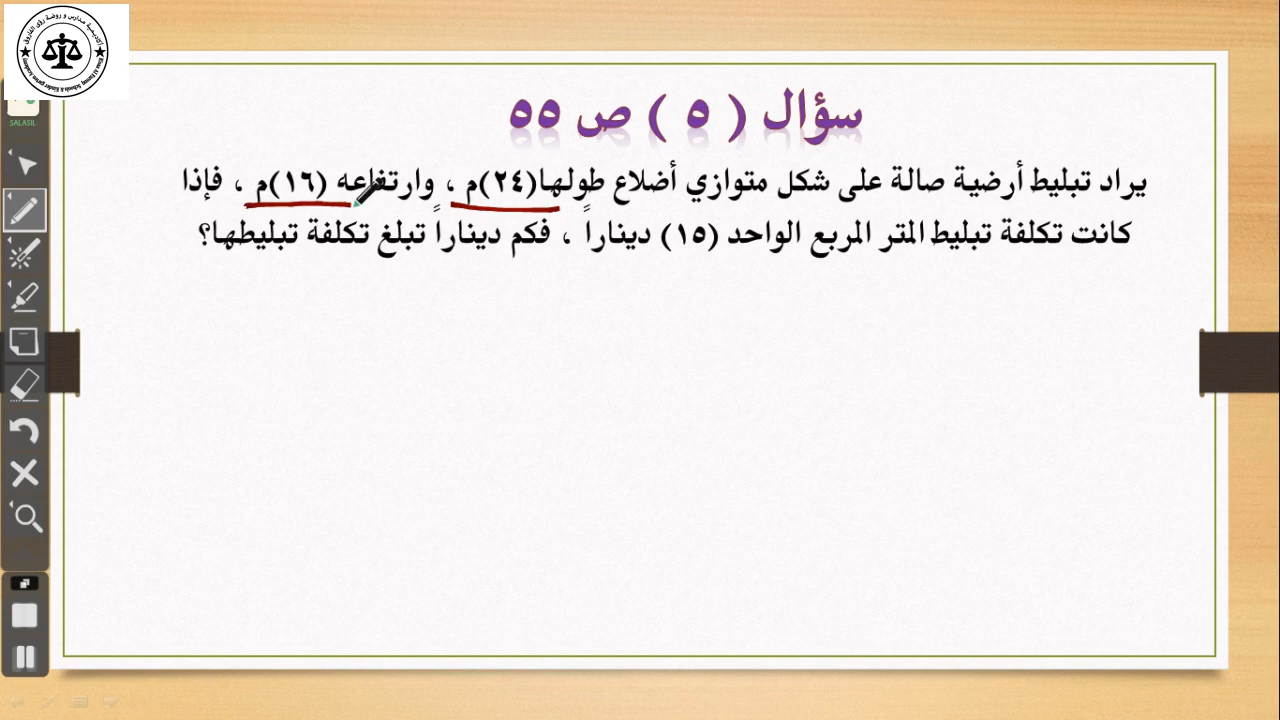 سؤال ( ٥ ) ص ٥٥
يراد تبليط أرضية صالة على شكل متوازي أضلاع طولها(٢٤)م ، وارتفاعه (١٦)م ، فإذا
كانت تكلفة تبليط المتر المربع الواحد (١٥) ديناراً ، فكم ديناراً تبلغ تكلفة تبليطها؟
SALASIL